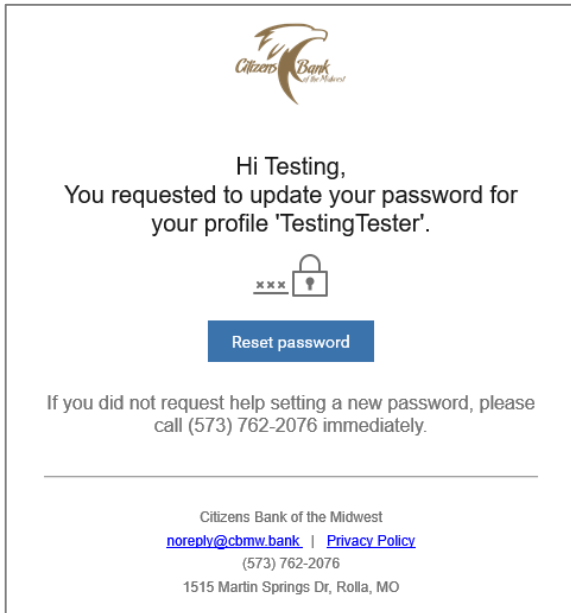 Citizens Bank
of the Midwest
Hi Testing,
You requested to update your password for
your profile 'TestingTester'.
xxx
Reset password
If you did not request help setting a new password, please
call (573) 762-2076 immediately.
Citizens Bank of the Midwest
noreply@cbmw.bank | Privacy Policy
(573) 762-2076
1515 Martin Springs Dr, Rolla, MO